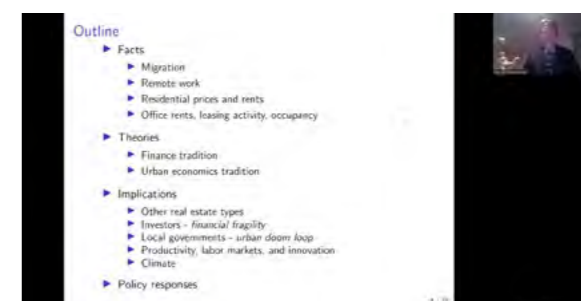 Outline
Facts
Migration
Remote work
Residential prices and rents
Office rents, leasing activity, occupancy
Theories
Finance tradition
Urban economics tradition
Implications
Other real estate types
Investors - financial fragility
Local governments - urban doom loop
Productivity, labor markets, and innovation
Climate
Policy responses